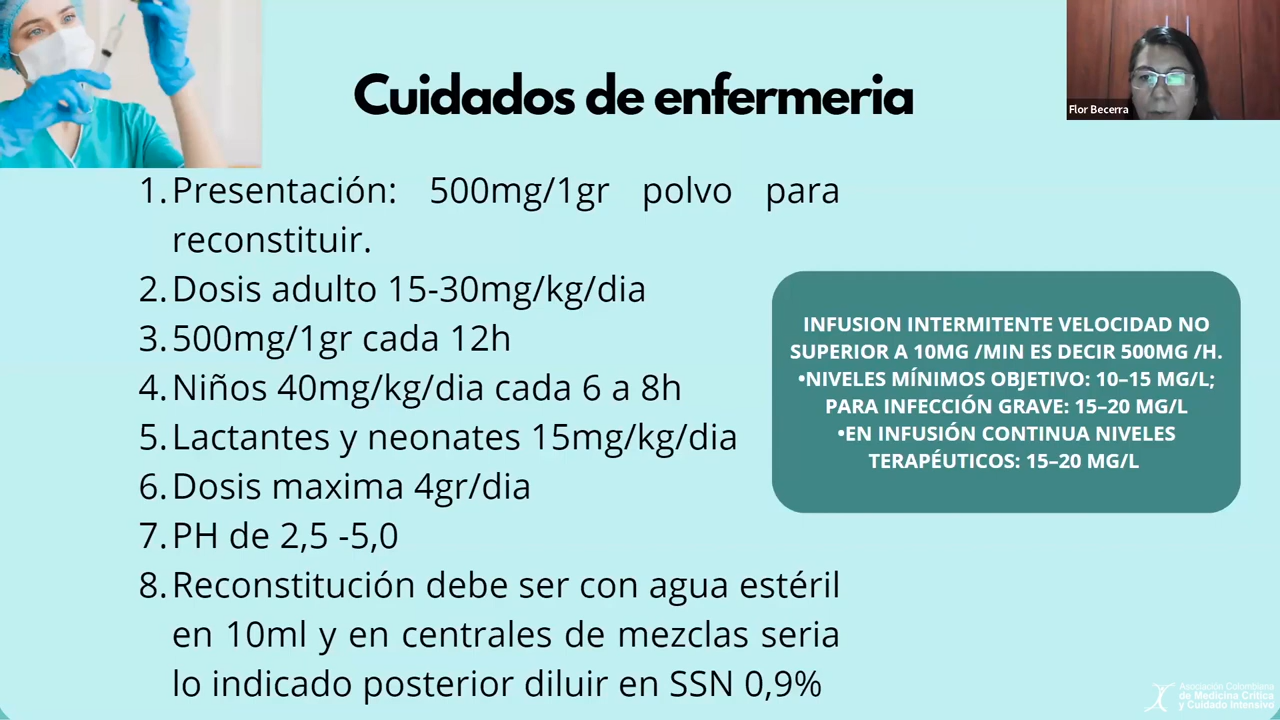 Cuidados de enfermeria
Flor Becerra
1. Presentación: 500mg/1gr polvo para
reconstituir.
2. Dosis adulto 15-30mg/kg/dia
3. 500mg/1gr cada 12h
4. Niños 40mg/kg/dia cada 6 a 8h
5. Lactantes y neonates 15mg/kg/dia
6. Dosis maxima 4gr/dia
7. PH de 2,5 -5,0
8. Reconstitución debe ser con agua estéril
en 10ml y en centrales de mezclas seria
lo indicado posterior diluir en SSN 0,9%
INFUSION INTERMITENTE VELOCIDAD NO
SUPERIOR A 10MG /MIN ES DECIR 500MG /H.
•NIVELES MÍNIMOS OBJETIVO: 10–15 MG/L;
PARA INFECCIÓN GRAVE: 15–20 MG/L
•EN INFUSIÓN CONTINUA NIVELES
TERAPÉUTICOS: 15–20 MG/L
Asociación Colombiana
de Medicina Crítica
y Cuidado Intensivo